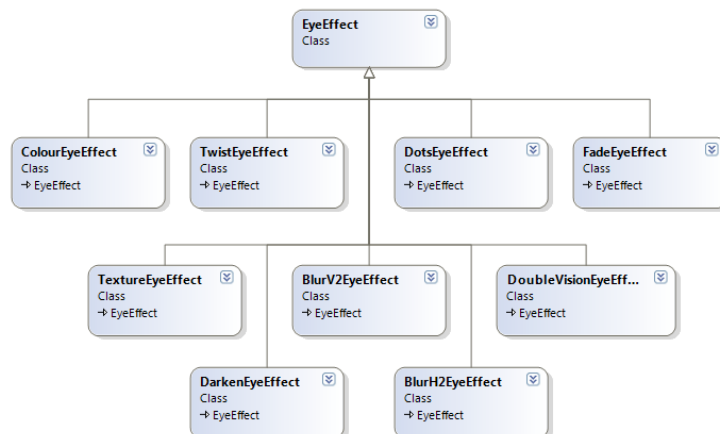 EyeEffect
Class
ColourEyeEffect
Class
EyeEffect
TwistEyeEffect
Class
EyeEffect
DotsEyeEffect
Class
EyeEffect
FadeEyeEffect
Class
EyeEffect
TextureEyeEffect
Class
EyeEffect
BlurV2EyeEffect
Class
EyeEffect
DoubleVisionEyeEff...
Class
EyeEffect
DarkenEyeEffect
Class
EyeEffect
BlurH2EyeEffect
Class
EyeEffect